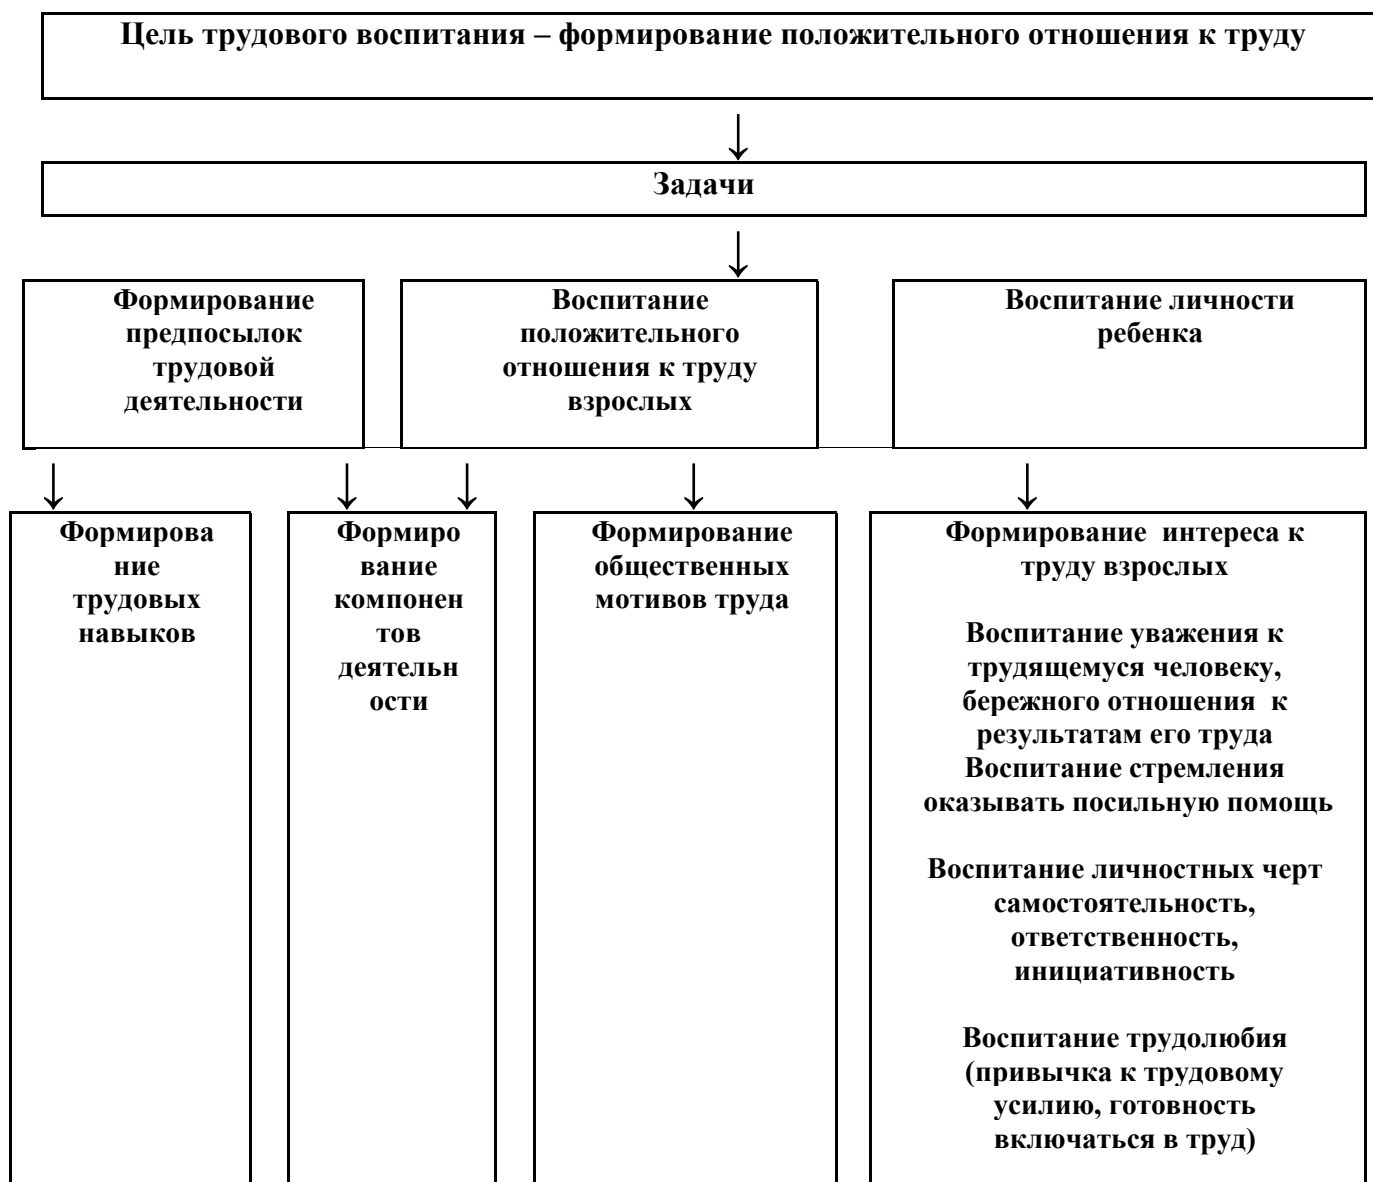 Цель трудового воспитания – формирование положительного отношения к труду
Задачи
Формирование
предпосылок
трудовой
деятельности
Воспитание
положительного
отношения к труду
взрослых
Воспитание личности
ребенка
Формирова
ние
трудовых
навыков
Формиро
вание
компонен
тов
деятельн
ости
Формирование
общественных
мотивов труда
Формирование интереса к
труду взрослых
Воспитание уважения к
трудящемуся человеку,
бережного отношения к
результатам его труда
Воспитание стремления
оказывать посильную помощь
Воспитание личностных черт
самостоятельность,
ответственность,
инициативность
Воспитание трудолюбия
(привычка к трудовому
усилию, готовность
включаться в труд)